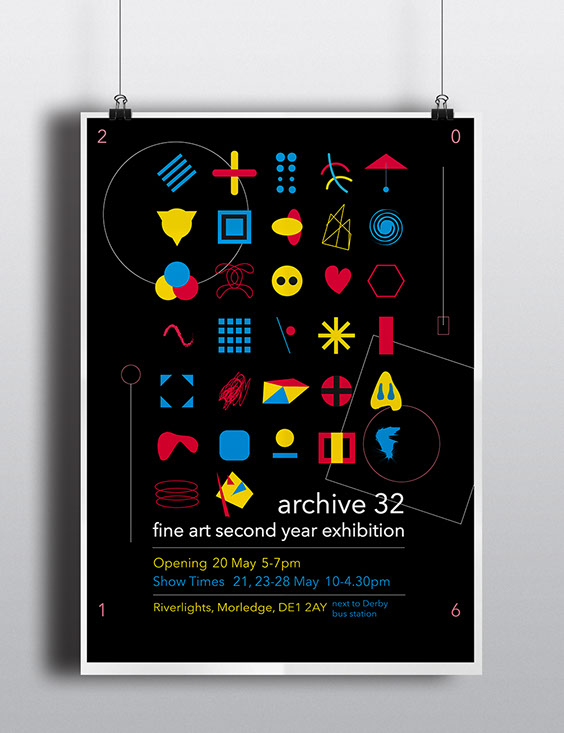 2 0
archive 32
fine art second year exhibition
Opening 20 May 5-7pm
Show Times 21, 23-28 May 10-4.30pm
Riverlights, Morledge, DE1 2AY next to Derby
bus station
1 6